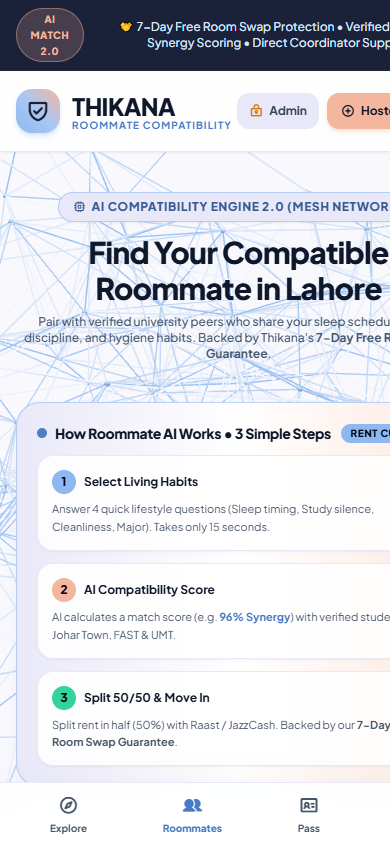 AI
MATCH
2.0
7-Day Free Room Swap Protection • Verified
Synergy Scoring • Direct Coordinator
THIKANA
ROOMMATE COMPATIBILITY
Admin
AI COMPATIBILITY ENGINE 2.0 (MESH
Find Your Compatible
Roommate in Lahore
Pair with verified university peers who share your sleep
discipline, and hygiene habits. Backed by Thikana's 7-Day Free
Guarantee.
How Roommate AI Works • 3 Simple Steps
RENT
1
Select Living Habits
Answer 4 quick lifestyle questions (Sleep timing, Study silence,
Cleanliness, Major). Takes only 15 seconds.
2
AI Compatibility Score
AI calculates a match score (e.g. 96% Synergy) with verified
Johar Town, FAST & UMT.
3
Split 50/50 & Move In
Split rent in half (50%) with Raast / JazzCash. Backed by our 7-Day
Room Swap Guarantee.
Explore
Roommates
Pass